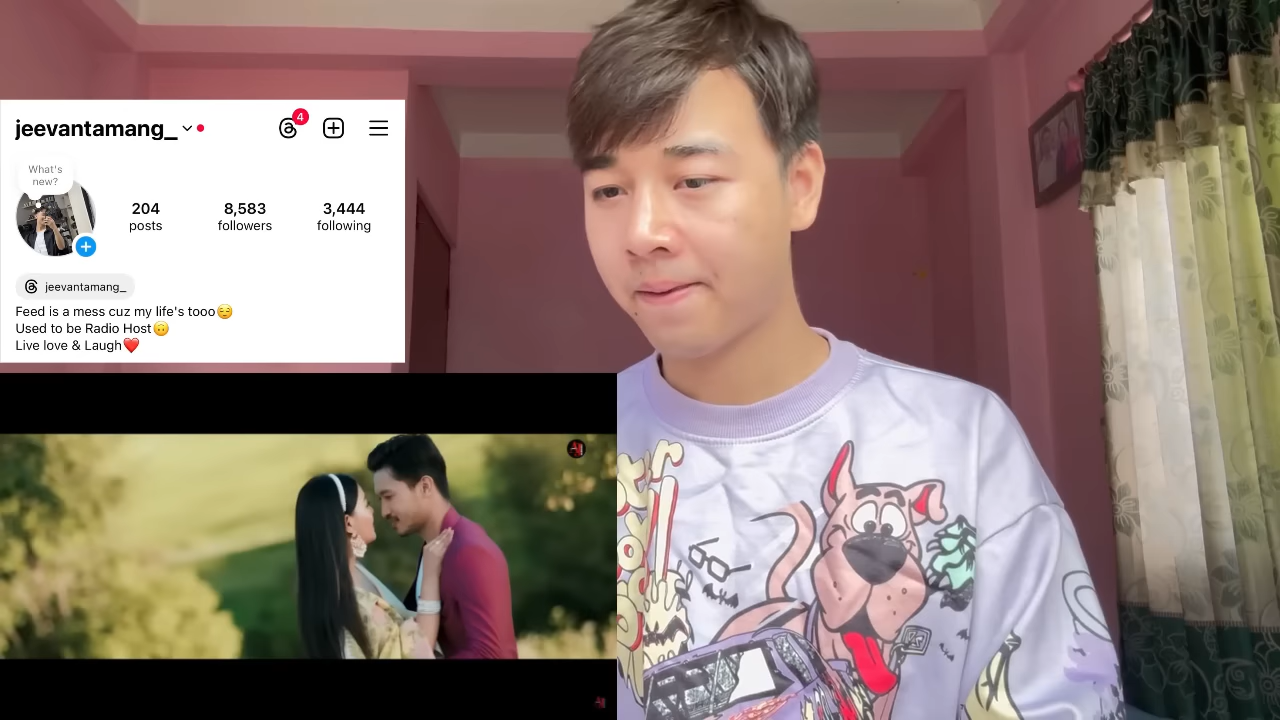 jeevantamang_
4
What's
new?
204
posts
8,583
followers
3,444
following
jeevantamang_
Feed is a mess cuz my life's tooo😌
Used to be Radio Host🙃
Live love & Laugh❤️